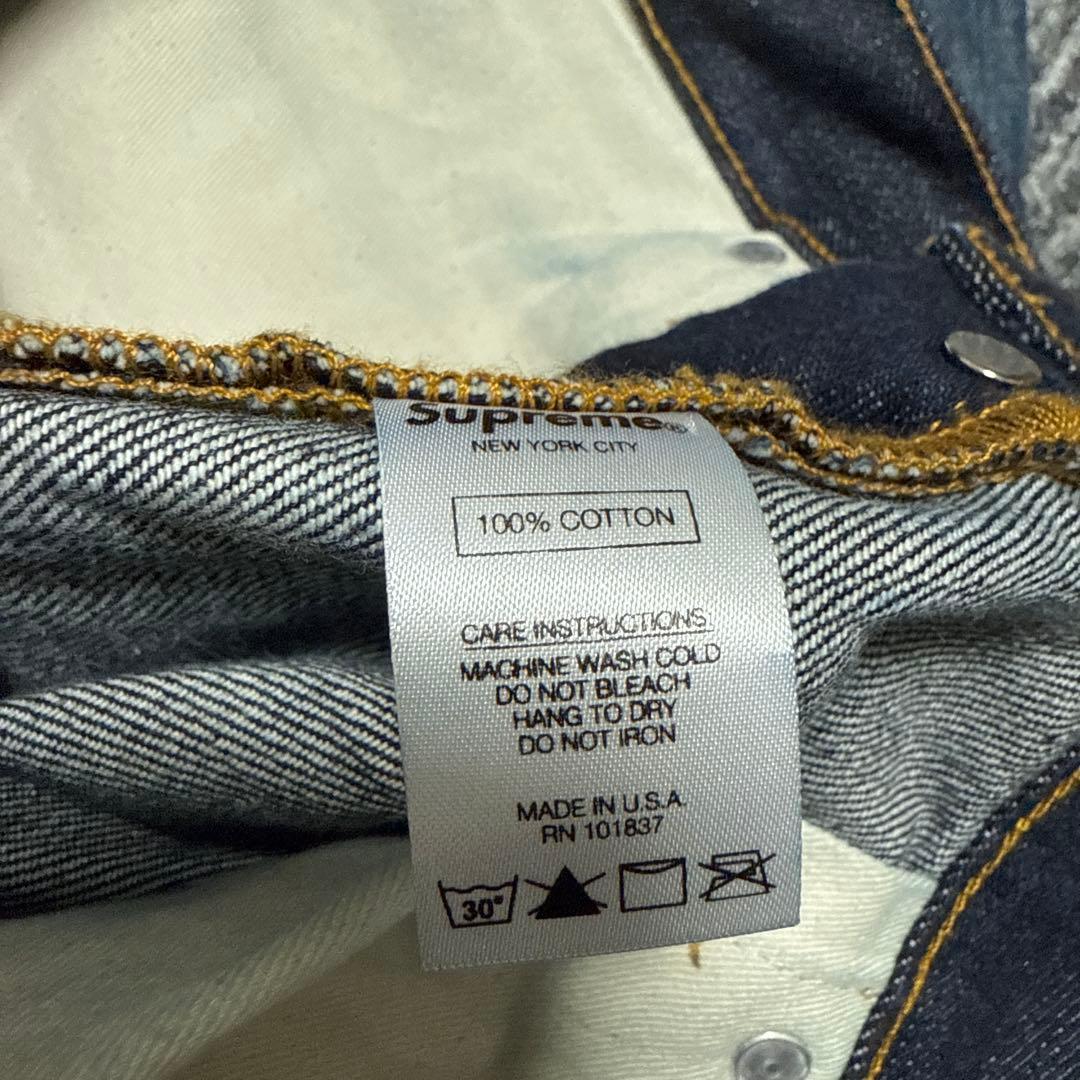 Supreme®
NEW YORK CITY
100% COTTON
CARE INSTRUCTIONS
MACHINE WASH COLD
DO NOT BLEACH
HANG TO DRY
DO NOT IRON
MADE IN U.S.A.
RN 101837
30°